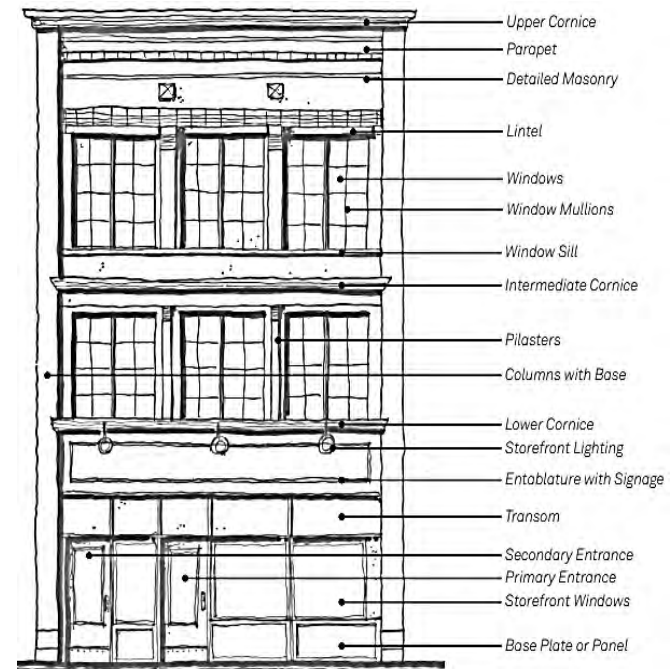 Upper Cornice
Parapet
Detailed Masonry
Lintel
Windows
Window Mullions
Window Sill
Intermediate Cornice
Pilasters
Columns with Base
Lower Cornice
Storefront Lighting
Entablature with Signage
Transom
Secondary Entrance
Primary Entrance
Storefront Windows
Base Plate or Panel